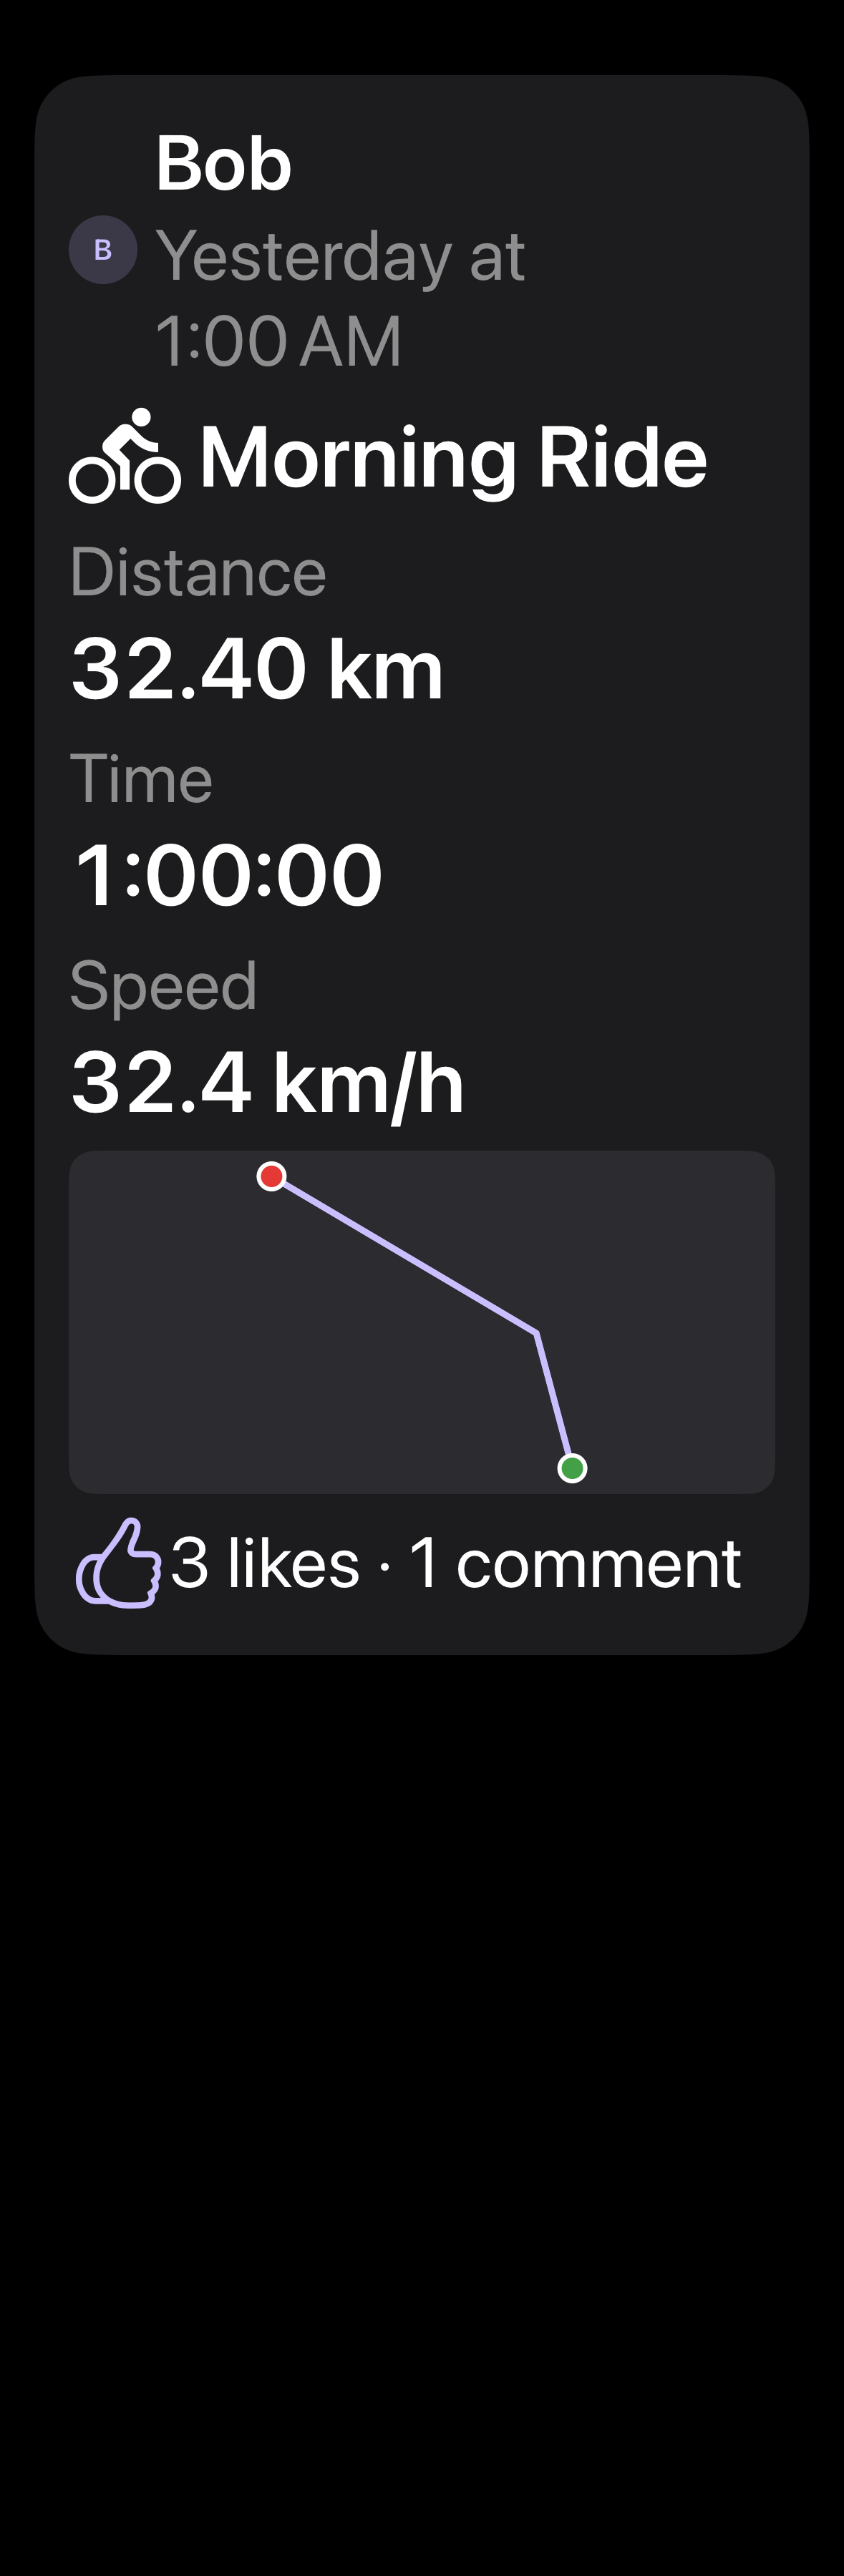 Bob
B
Yesterday at
1:00 AM
Morning Ride
Distance
32.40 km
Time
1:00:00
Speed
32.4 km/h
3 likes · 1 comment